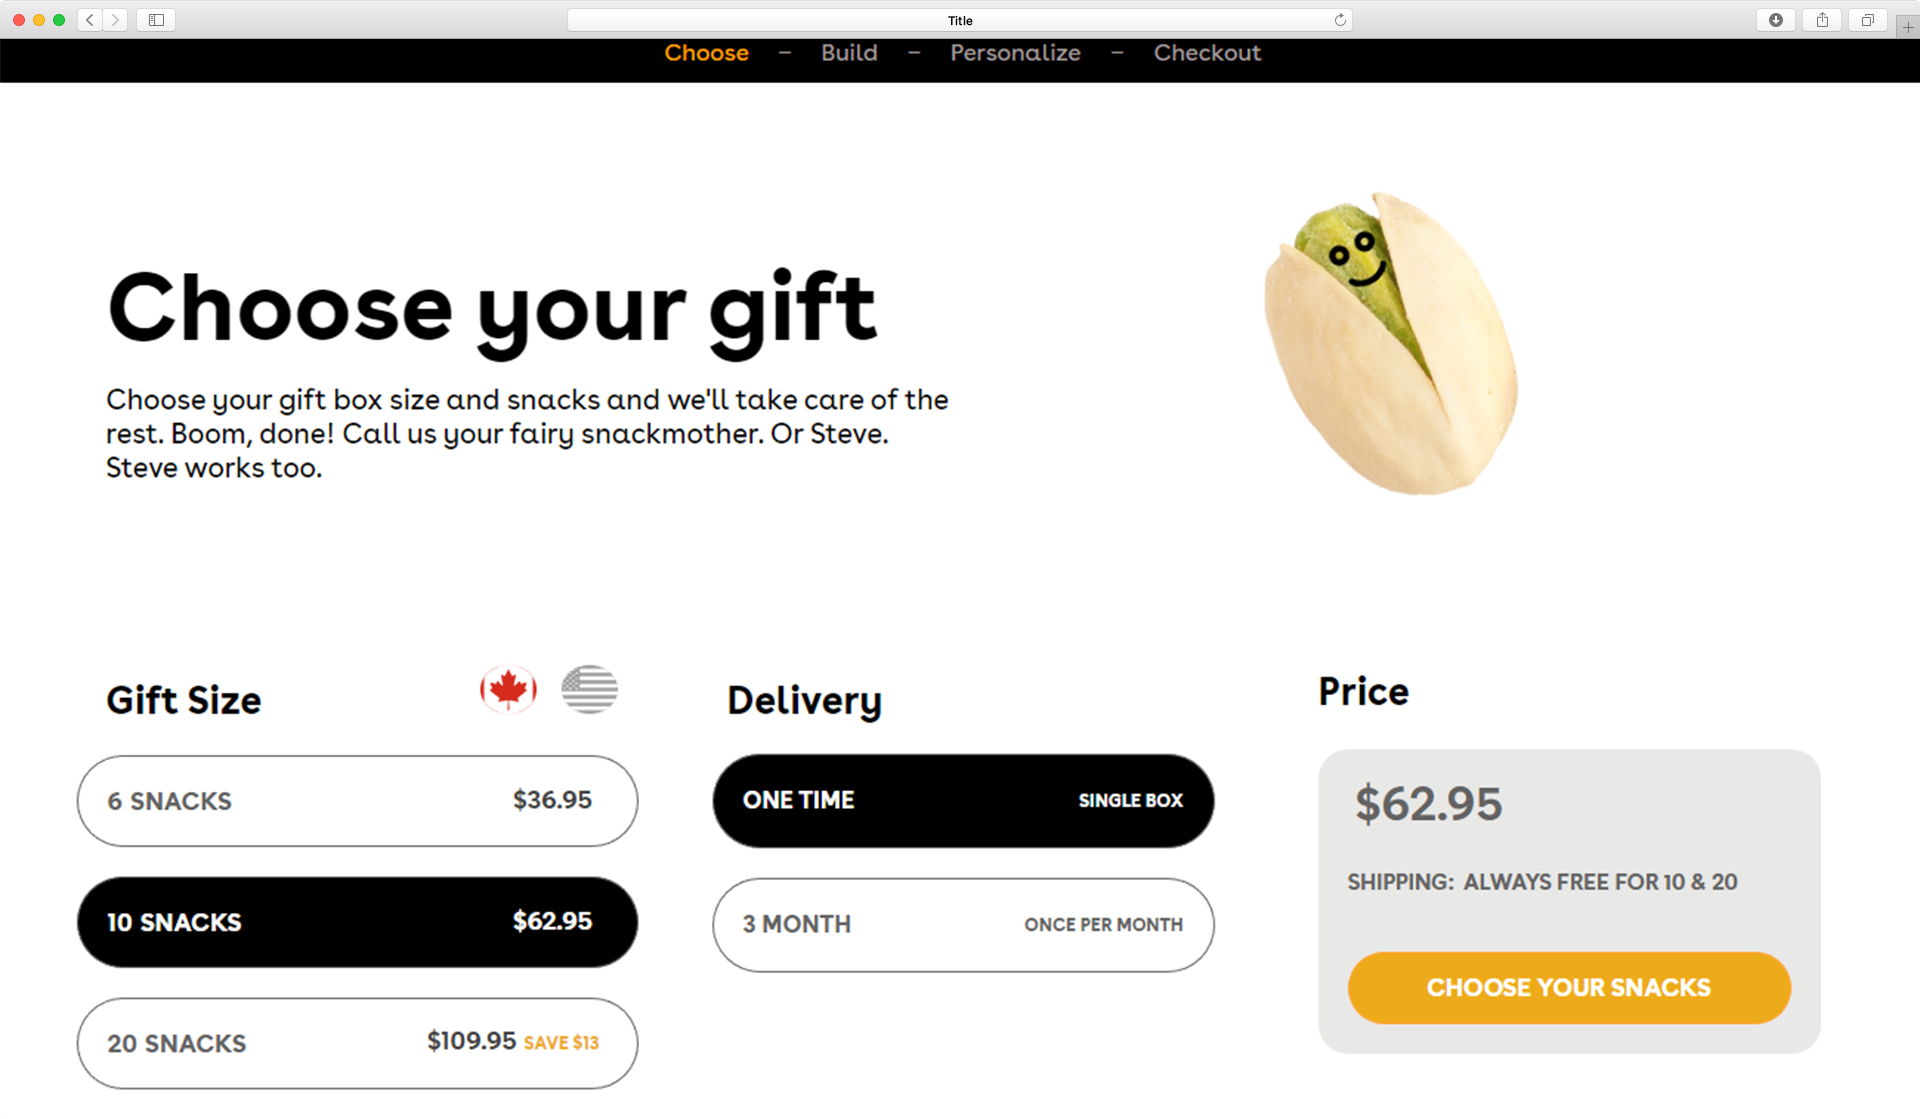 Title
Choose – Build – Personalize – Checkout
Choose your gift
Choose your gift box size and snacks and we'll take care of the
rest. Boom, done! Call us your fairy snackmother. Or Steve.
Steve works too.
Gift Size
6 SNACKS $36.95
10 SNACKS $62.95
20 SNACKS $109.95 SAVE $13
Delivery
ONE TIME SINGLE BOX
3 MONTH ONCE PER MONTH
Price
$62.95
SHIPPING: ALWAYS FREE FOR 10 & 20
CHOOSE YOUR SNACKS